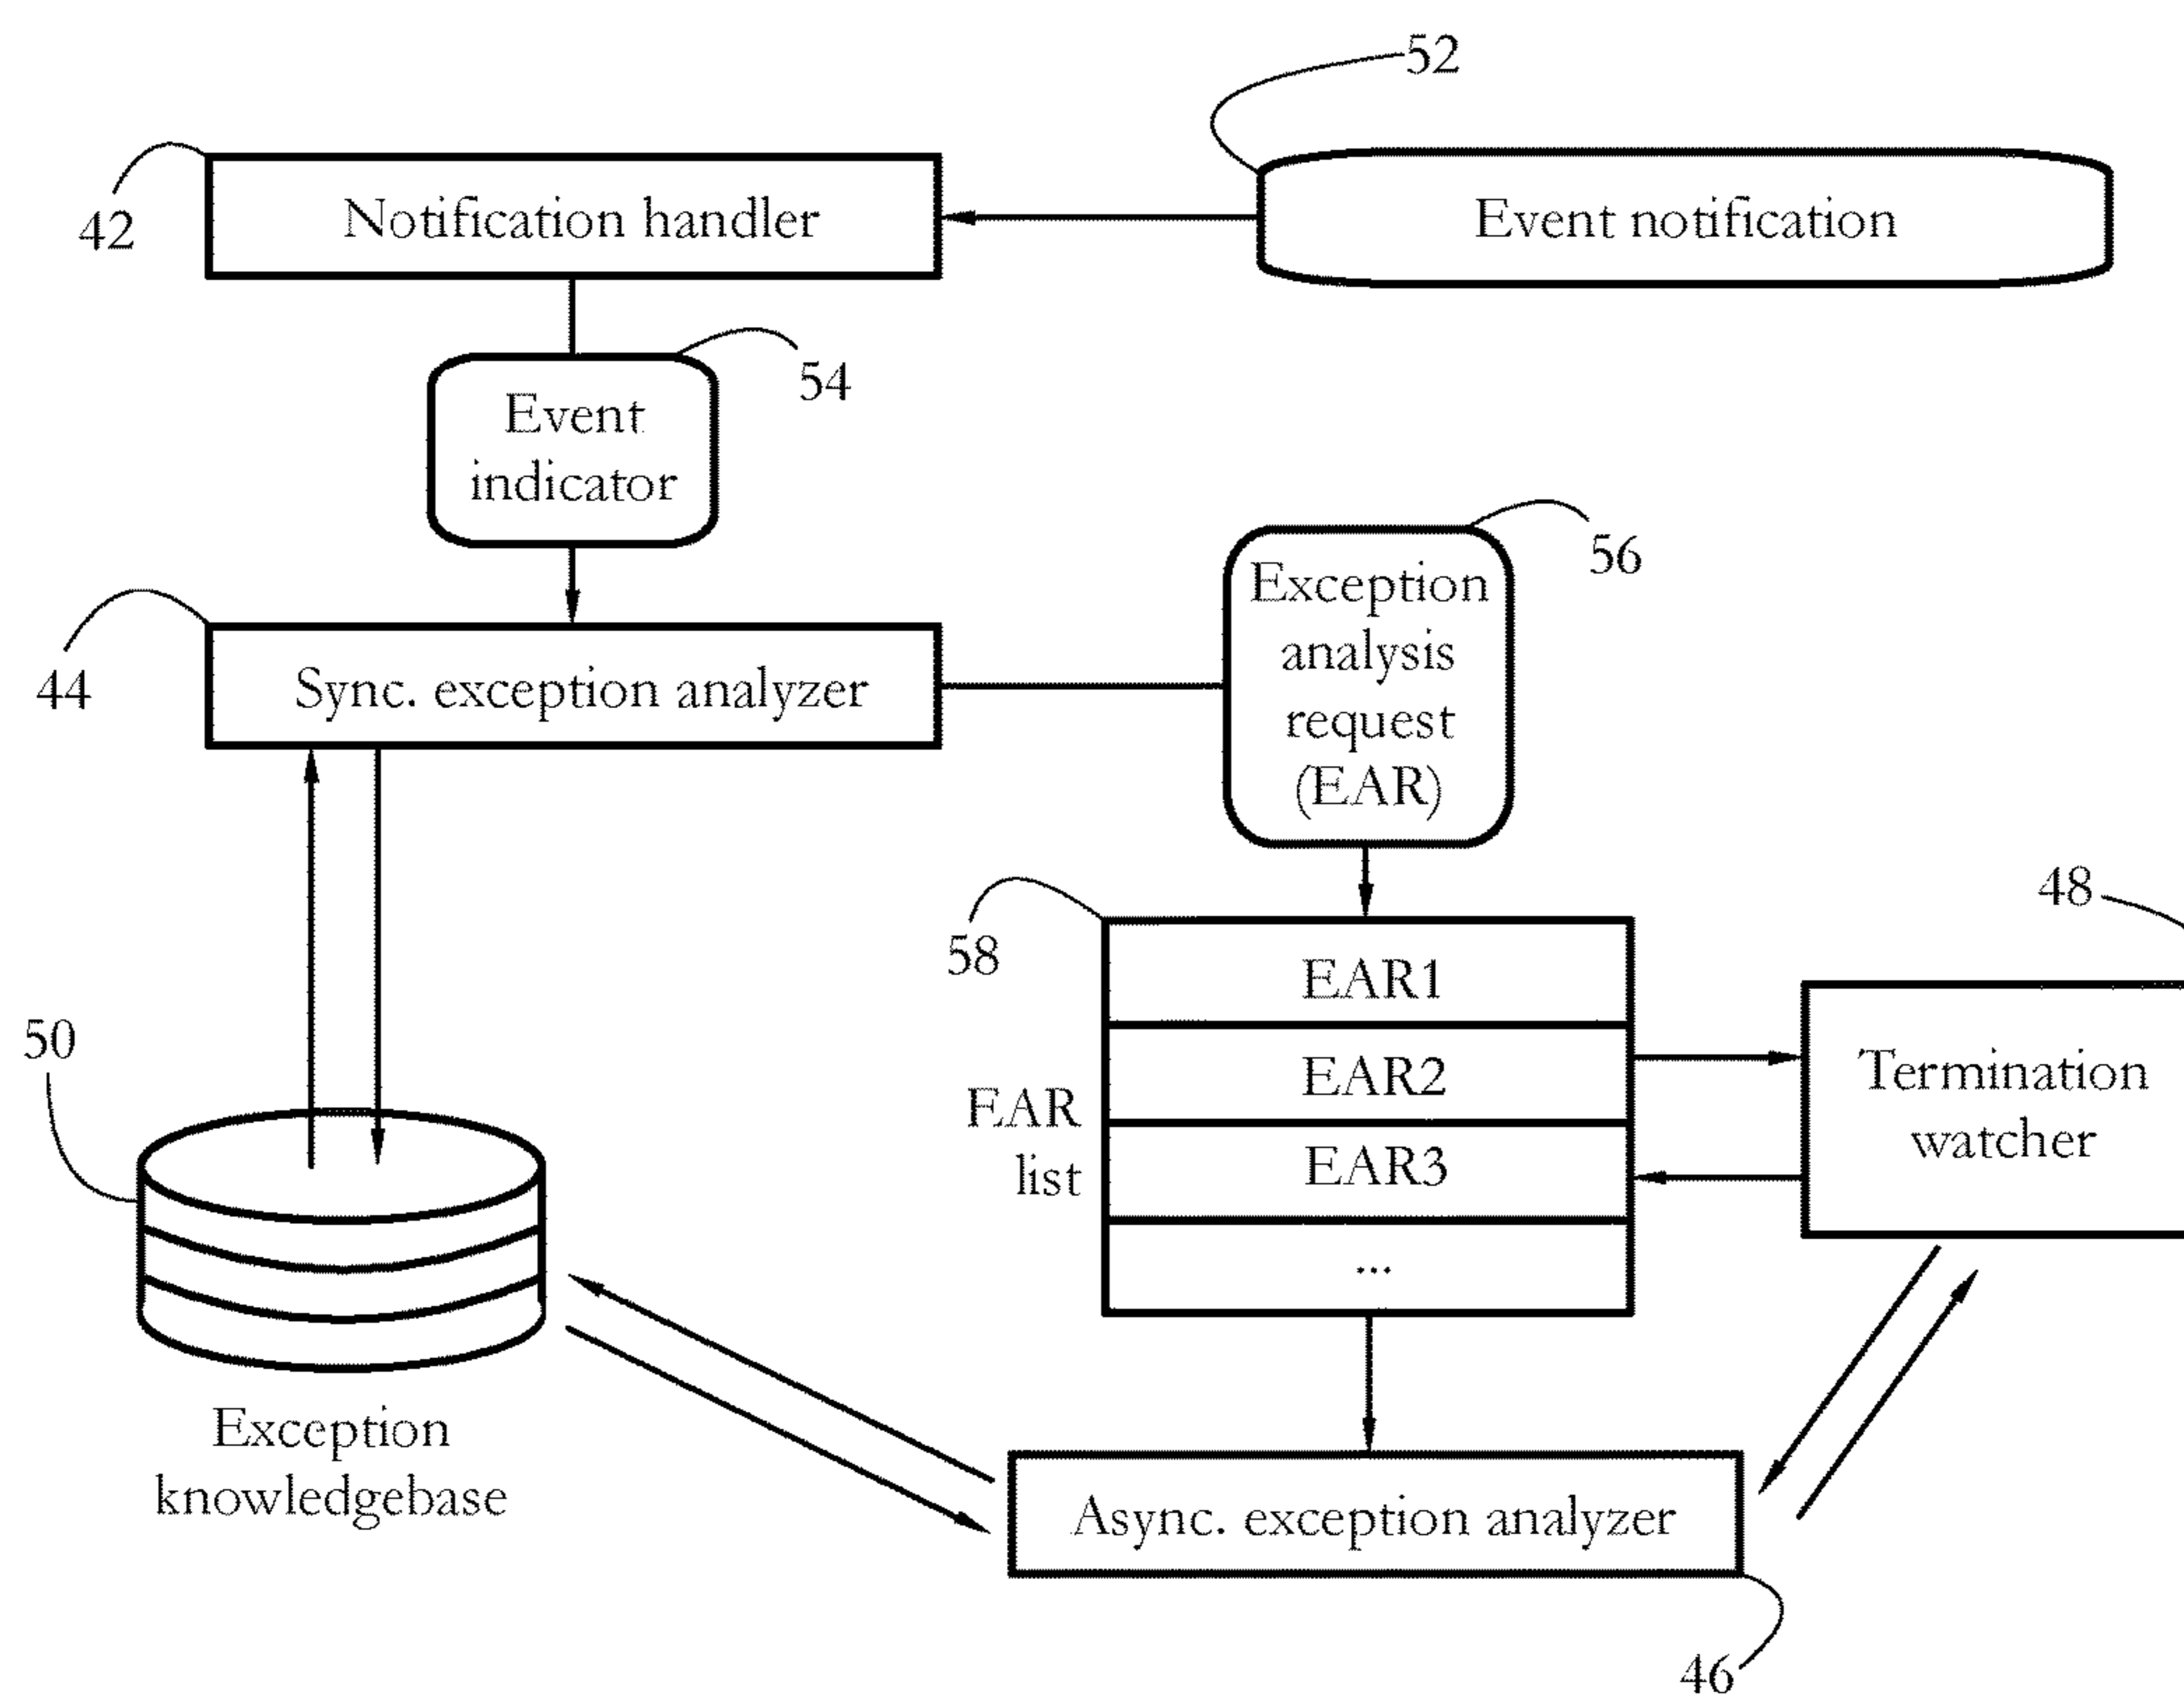 52
42
Notification handler
Event notification
54
Event
indicator
56
Exception
analysis
request
(EAR)
44
Sync. exception analyzer
48
58
EAR1
EAR2
EAR3
...
EAR
list
Termination
watcher
50
Exception
knowledgebase
Async. exception analyzer
46